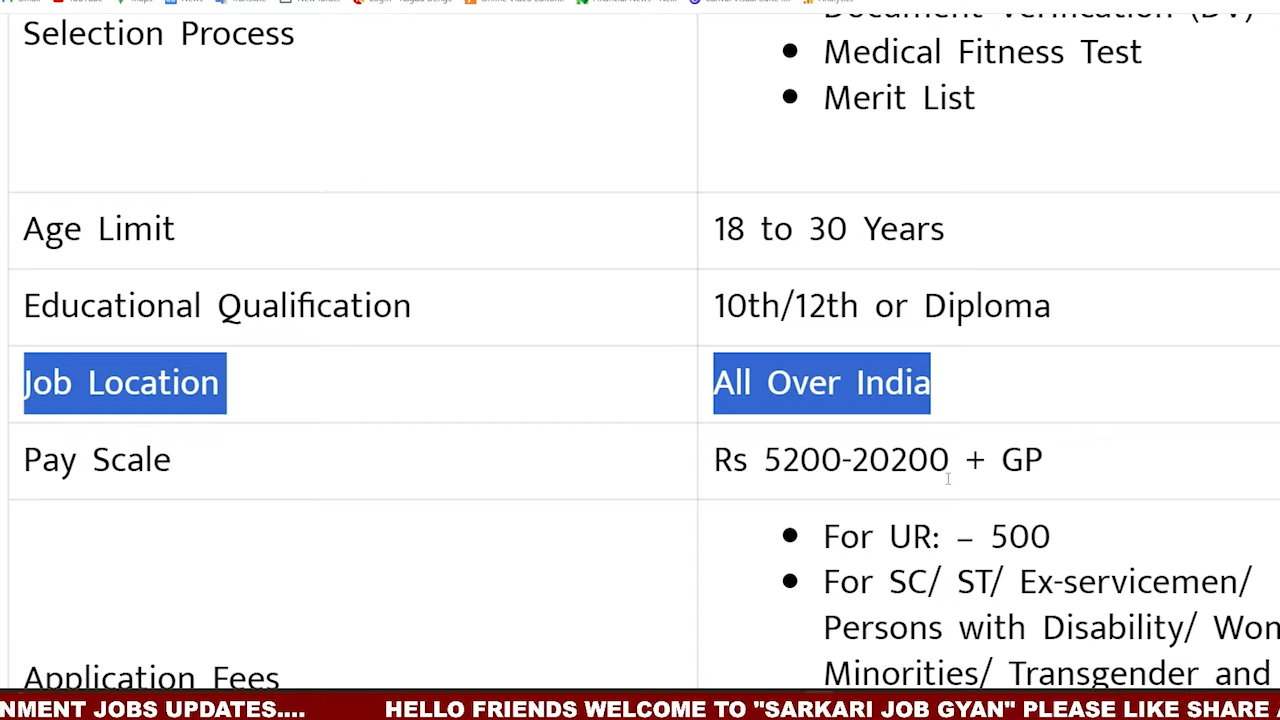 Document Verification (DV)
Selection Process
Medical Fitness Test
Merit List
Age Limit
18 to 30 Years
Educational Qualification
10th/12th or Diploma
Job Location
All Over India
Pay Scale
Rs 5200-20200 + GP
For UR: – 500
For SC/ ST/ Ex-servicemen/
Persons with Disability/
Minorities/ Transgender and
Application Fees
JOBS UPDATES.... HELLO FRIENDS WELCOME TO "SARKARI JOB GYAN" PLEASE LIKE SHARE